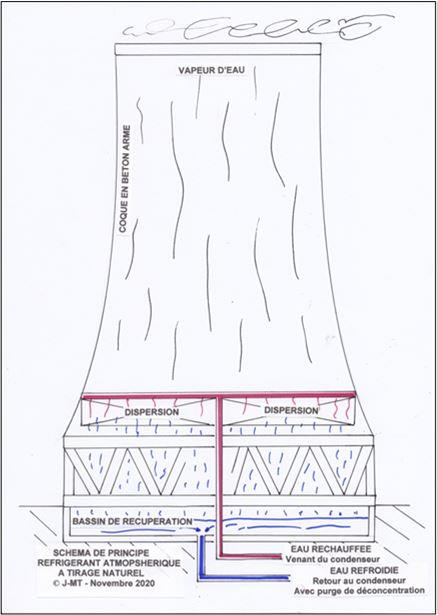 VAPEUR D'EAU
COQUE EN BETON ARME
DISPERSION
DISPERSION
BASSIN DE RECUPERATION
SCHEMA DE PRINCIPE
REFRIGERANT ATMOPSHERIQUE
A TIRAGE NATUREL
© J-MT - Novembre 2020
EAU RECHAUFFEE
Venant du condenseur
EAU REFROIDIE
Retour au condenseur
Avec purge de déconcentration